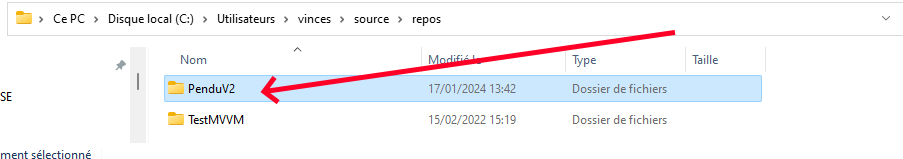 Ce PC > Disque local (C:) > Utilisateurs > vinces > source > repos
Nom Modifié le Type Taille
PenduV2 17/01/2024 13:42 Dossier de fichiers
SE
TestMVVM 15/02/2022 15:19 Dossier de fichiers
ment sélectionné